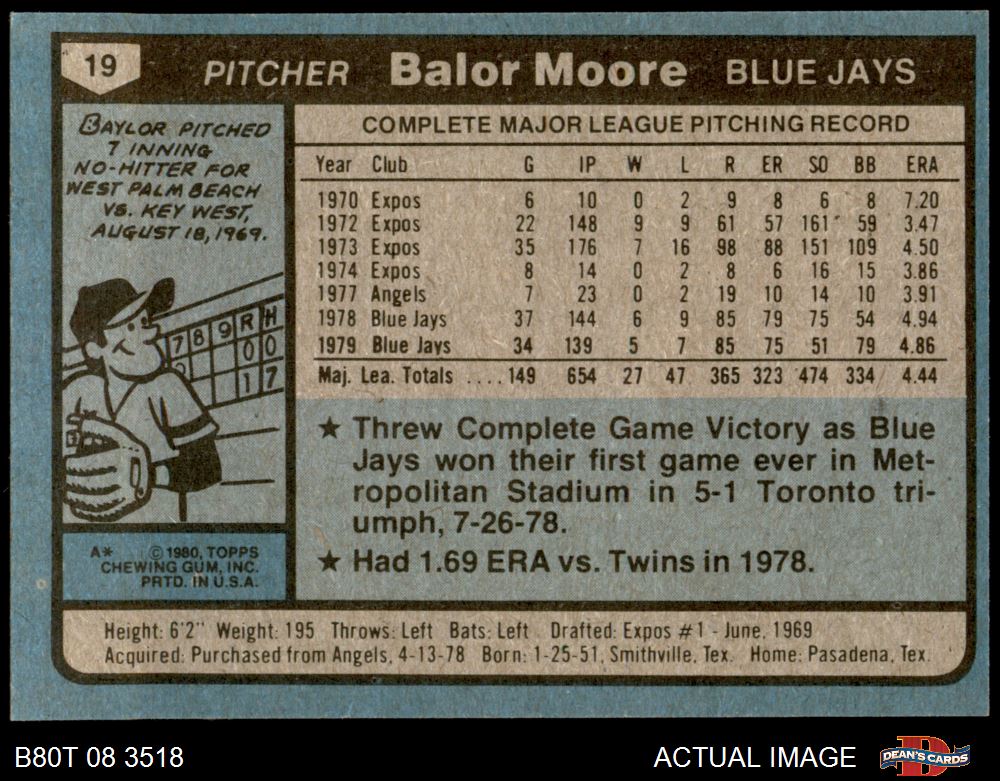 19 PITCHER Balor Moore BLUE JAYS
BAYLOR PITCHED
7 INNING
NO-HITTER FOR
WEST PALM BEACH
VS. KEY WEST,
AUGUST 18, 1969.
7 8 9 R H
0 0
1 7
A* © 1980, TOPPS
CHEWING GUM, INC.
PRTD. IN U.S.A.
COMPLETE MAJOR LEAGUE PITCHING RECORD
Year Club G IP W L R ER SO BB ERA
1970 Expos 6 10 0 2 9 8 6 8 7.20
1972 Expos 22 148 9 9 61 57 161 59 3.47
1973 Expos 35 176 7 16 98 88 151 109 4.50
1974 Expos 8 14 0 2 8 6 16 15 3.86
1977 Angels 7 23 0 2 19 10 14 10 3.91
1978 Blue Jays 37 144 6 9 85 79 75 54 4.94
1979 Blue Jays 34 139 5 7 85 75 51 79 4.86
Maj. Lea. Totals ....149 654 27 47 365 323 474 334 4.44
★ Threw Complete Game Victory as Blue
Jays won their first game ever in Met-
ropolitan Stadium in 5-1 Toronto tri-
umph, 7-26-78.
★ Had 1.69 ERA vs. Twins in 1978.
Height: 6'2" Weight: 195 Throws: Left Bats: Left Drafted: Expos #1 - June, 1969
Acquired: Purchased from Angels, 4-13-78 Born: 1-25-51, Smithville, Tex. Home: Pasadena, Tex.
B80T 08 3518 ACTUAL IMAGE DEAN'S CARDS